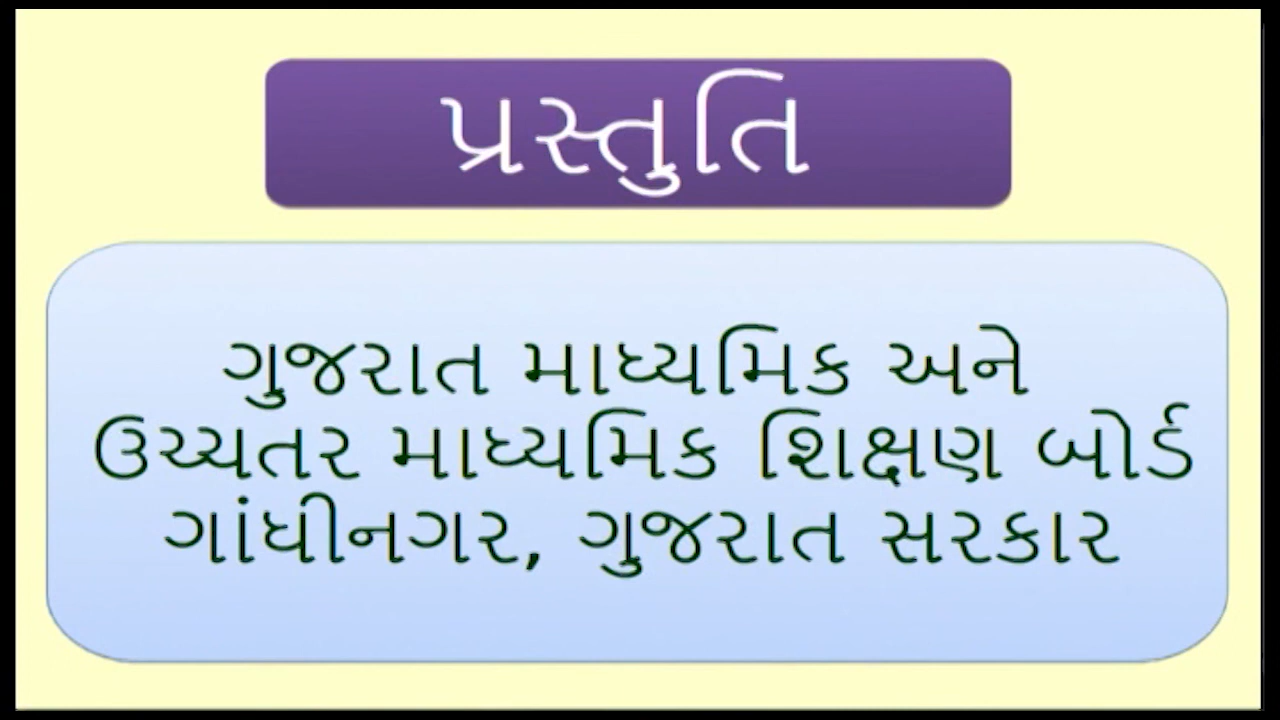 પ્રસ્તુતિ
ગુજરાત માધ્યમિક અને
ઉચ્ચતર માધ્યમિક શિક્ષણ બોર્ડ
ગાંધીનગર, ગુજરાત સરકાર